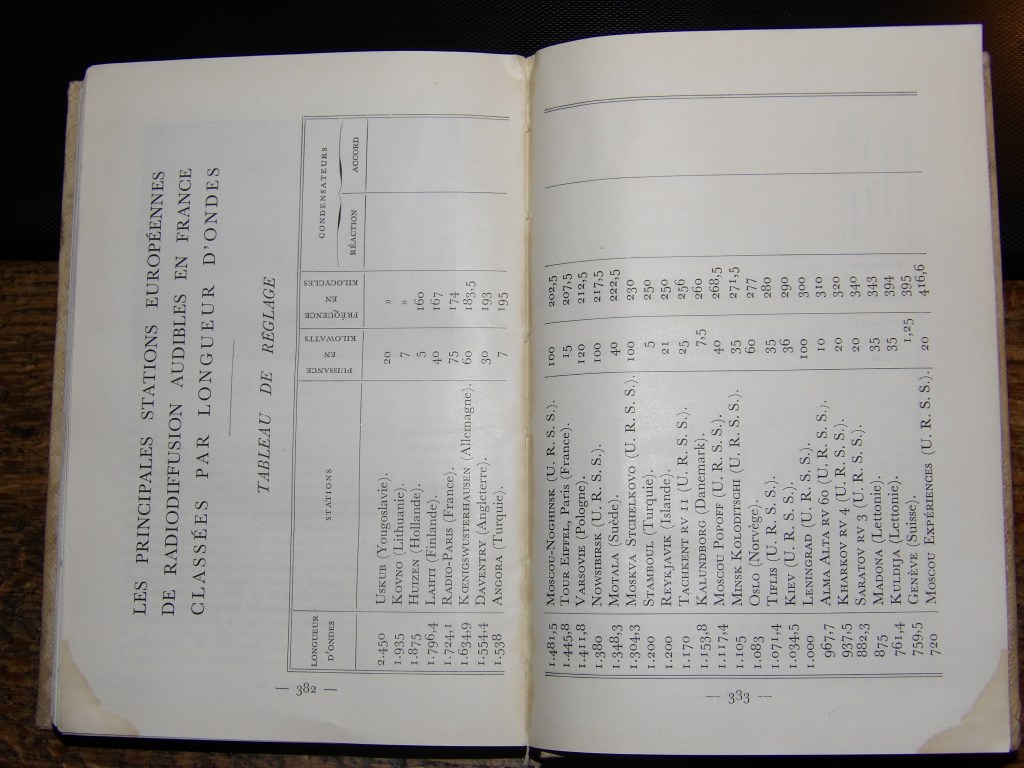 LES PRINCIPALES STATIONS EUROPÉENNES
DE RADIODIFFUSION AUDIBLES EN FRANCE
CLASSÉES PAR LONGUEUR D'ONDES
TABLEAU DE RÉGLAGE
LONGUEUR D'ONDES STATIONS PUISSANCE EN KILOWATTS FRÉQUENCE EN KILOCYCLES CONDENSATEURS
RÉACTION ACCORD
2.450 USKUB (Yougoslavie). 20 »
1.935 KOVNO (Lithuanie). 7 »
1.875 HUIZEN (Hollande). 5 160
1.796,4 LAHTI (Finlande). 40 167
1.724,1 RADIO-PARIS (France). 75 174
1.634,9 KŒNIGSWUSTERHAUSEN (Allemagne). 60 183,5
1.554,4 DAVENTRY (Angleterre). 30 193
1.538 ANGORA (Turquie). 7 195
— 382 —
1.481,5 MOSCOU-NOGHINSK (U. R. S. S.). 100 202,5
1.445,8 TOUR EIFFEL, PARIS (France). 15 207,5
1.411,8 VARSOVIE (Pologne). 120 212,5
1.380 NOWSIBIRSK (U. R. S. S.). 100 217,5
1.348,3 MOTALA (Suède). 40 222,5
1.304,3 MOSKVA STCHELKOVO (U. R. S. S.). 100 230
1.200 STAMBOUL (Turquie). 5 250
1.200 REYKJAVIK (Islande). 21 250
1.170 TACHKENT RV 11 (U. R. S. S.). 25 256
1.153,8 KALUNDBORG (Danemark). 7,5 260
1.117,4 MOSCOU POPOFF (U. R. S. S.). 40 268,5
1.105 MINSK KOLODITSCHI (U. R. S. S.). 35 271,5
1.083 OSLO (Norvège). 60 277
1.071,4 TIFLIS (U. R. S. S.). 35 280
1.034,5 KIEV (U. R. S. S.). 36 290
1.000 LENINGRAD (U. R. S. S.). 100 300
967,7 ALMA ALTA RV 60 (U. R. S. S.). 10 310
937,5 KHARKOV RV 4 (U. R. S. S.). 20 320
882,3 SARATOV RV 3 (U. R. S. S.). 20 340
875 MADONA (Lettonie). 35 343
761,4 KULDIJA (Lettonie). 35 394
759,5 GENÈVE (Suisse). 1,25 395
720 MOSCOU EXPÉRIENCES (U. R. S. S.). 20 416,6
— 383 —